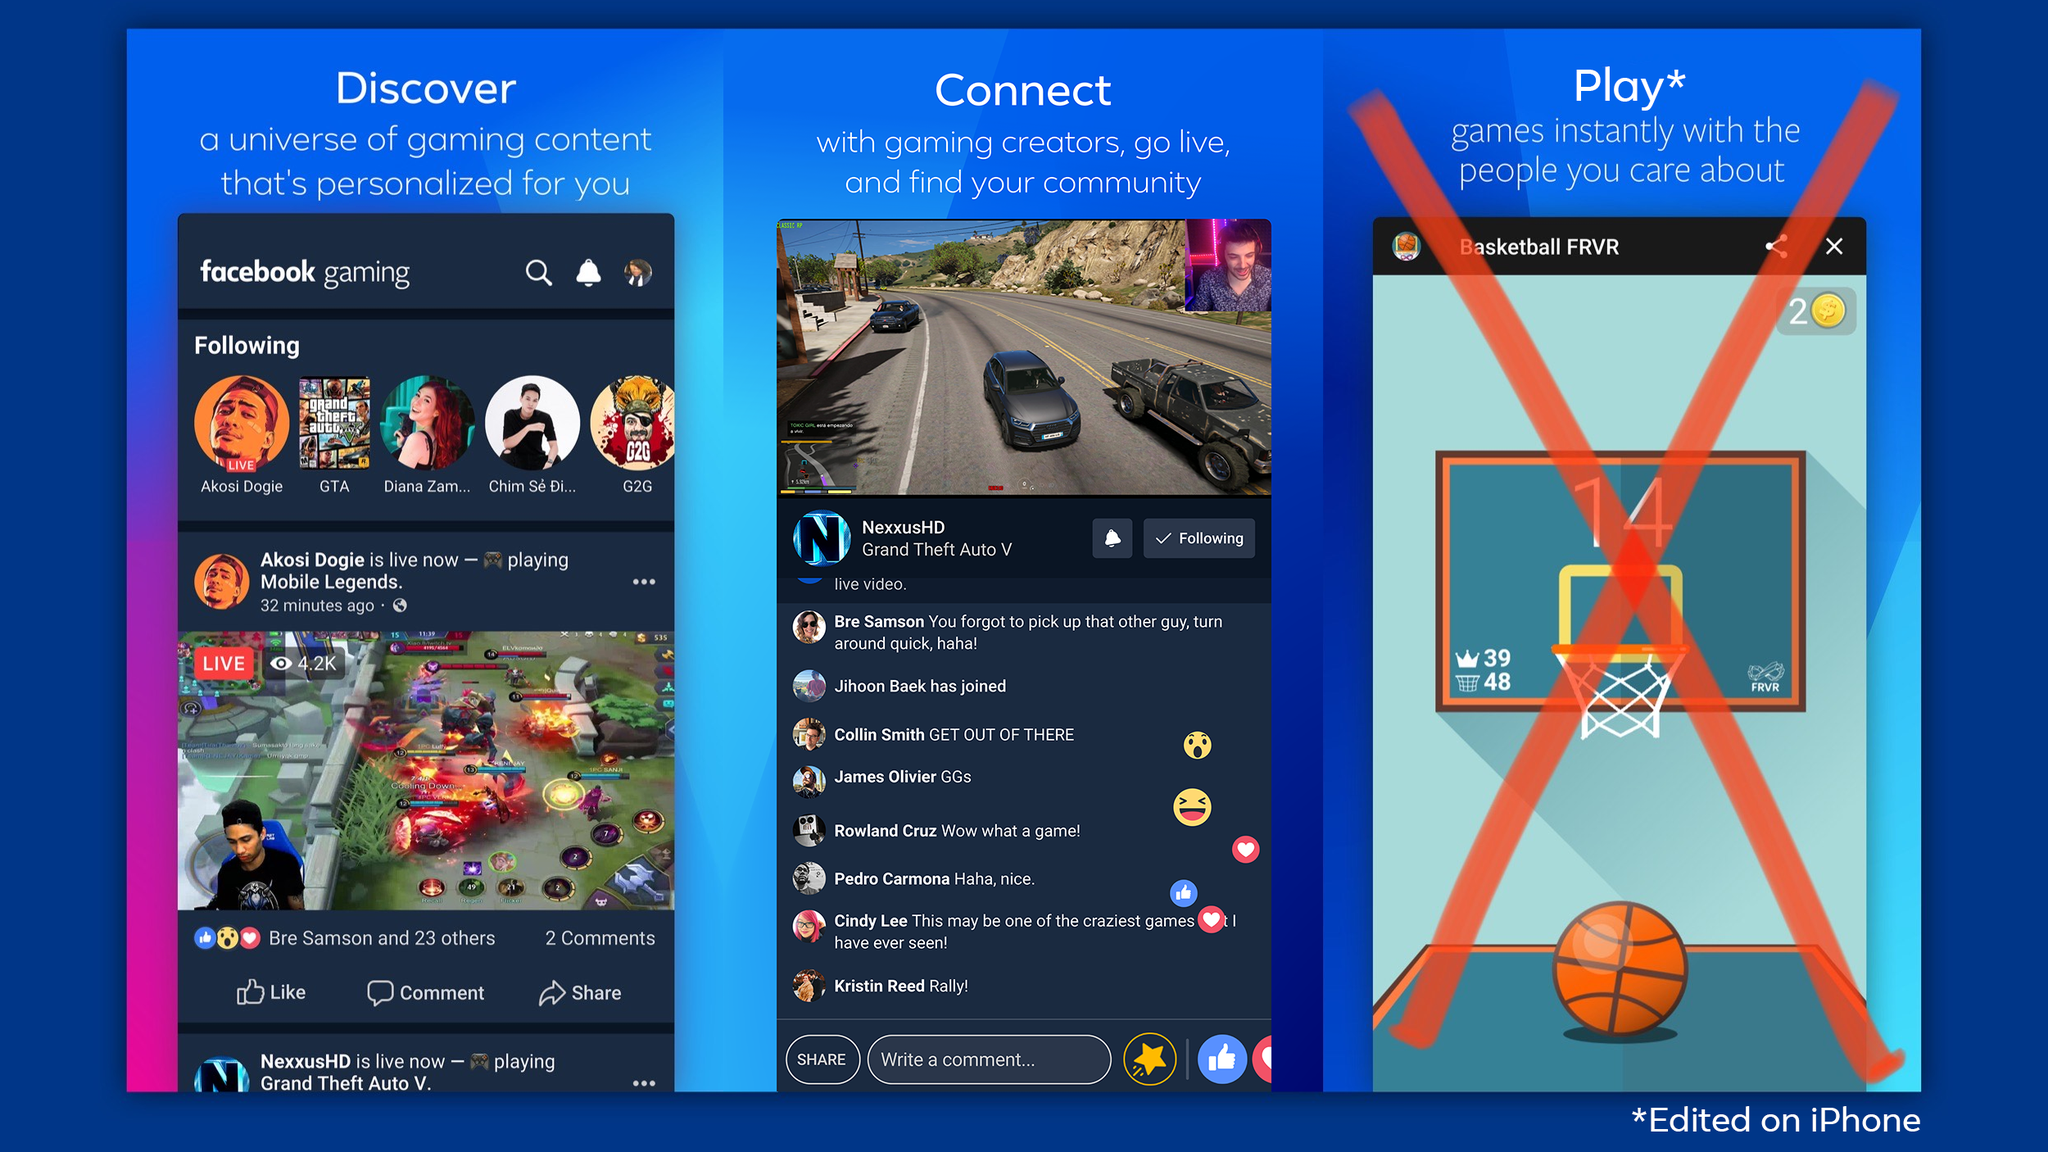 Discover
a universe of gaming content
that's personalized for you
facebook gaming
Following
LIVE
grand
theft
auto
G2G
Akosi Dogie
GTA
Diana Zam...
Chim Sẻ Đi...
G2G
Akosi Dogie is live now — 🎮 playing
Mobile Legends.
32 minutes ago ·
LIVE
4.2K
Bre Samson and 23 others
2 Comments
Like
Comment
Share
NexxusHD is live now — 🎮 playing
Grand Theft Auto V.
Connect
with gaming creators, go live,
and find your community
N
NexxusHD
Grand Theft Auto V
Following
live video.
Bre Samson You forgot to pick up that other guy, turn
around quick, haha!
Jihoon Baek has joined
Collin Smith GET OUT OF THERE
James Olivier GGs
Rowland Cruz Wow what a game!
Pedro Carmona Haha, nice.
Cindy Lee This may be one of the craziest games t I
have ever seen!
Kristin Reed Rally!
SHARE
Write a comment...
Play*
games instantly with the
people you care about
Basketball FRVR
2
14
39
48
FRVR
*Edited on iPhone